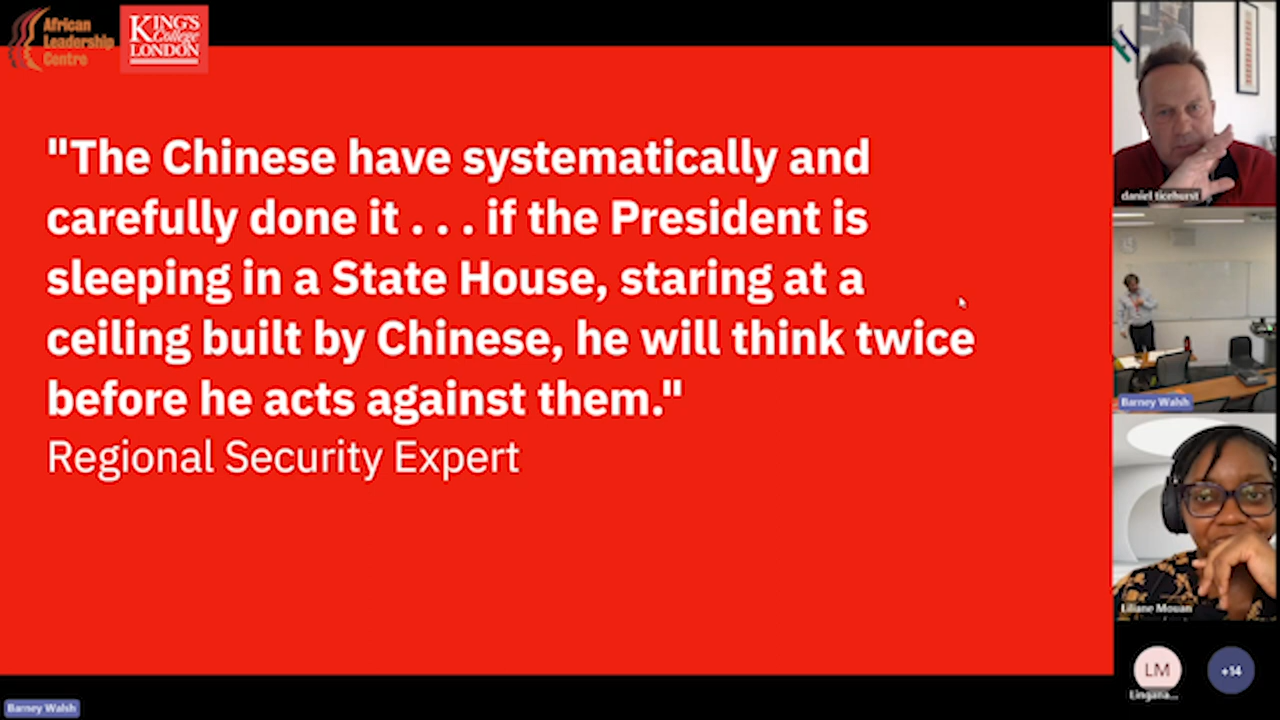 African
Leadership
Centre
KING'S
College
LONDON
"The Chinese have systematically and
carefully done it . . . if the President is
sleeping in a State House, staring at a
ceiling built by Chinese, he will think twice
before he acts against them."
Regional Security Expert
daniel ticehurst
Barney Walsh
Liliane Mouan
LM
+14
Lingana...
Barney Walsh